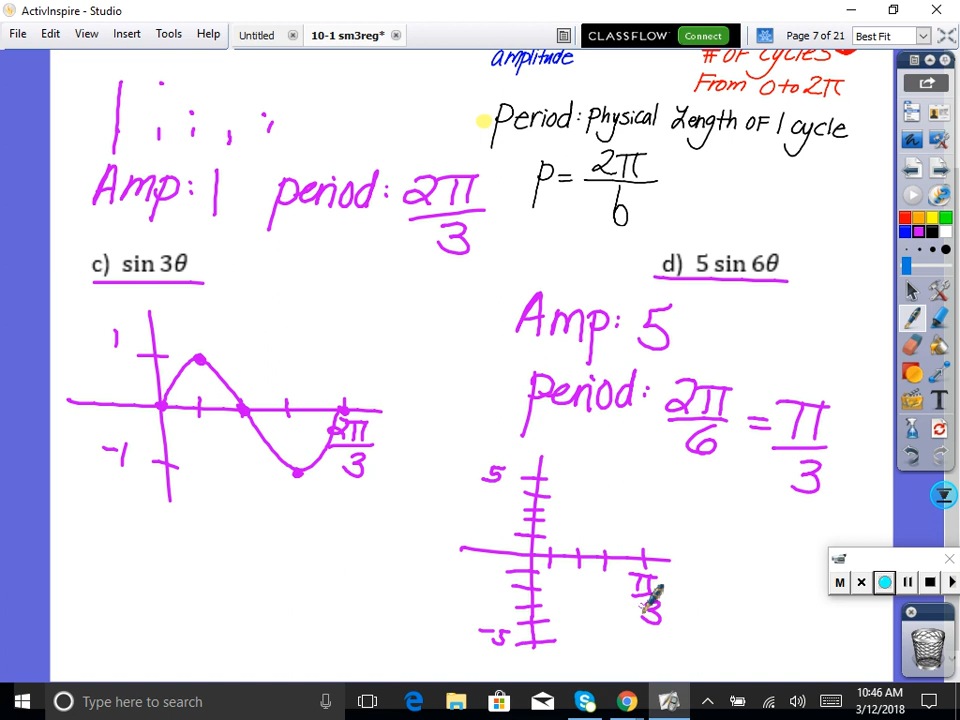 ActivInspire - Studio
File Edit View Insert Tools Help
Untitled
10-1 sm3reg*
CLASSFLOW Connect
Page 7 of 21
Best Fit
amplitude
# OF cycles
From 0 to 2π
Period: Physical Length OF 1 cycle
p = 2π/b
Amp: 1 period: 2π/3
c) sin 3θ
d) 5 sin 6θ
Amp: 5
period: 2π/6 = π/3
1
-1
2π/3
5
-5
π/3
T
M
Type here to search
10:46 AM
3/12/2018